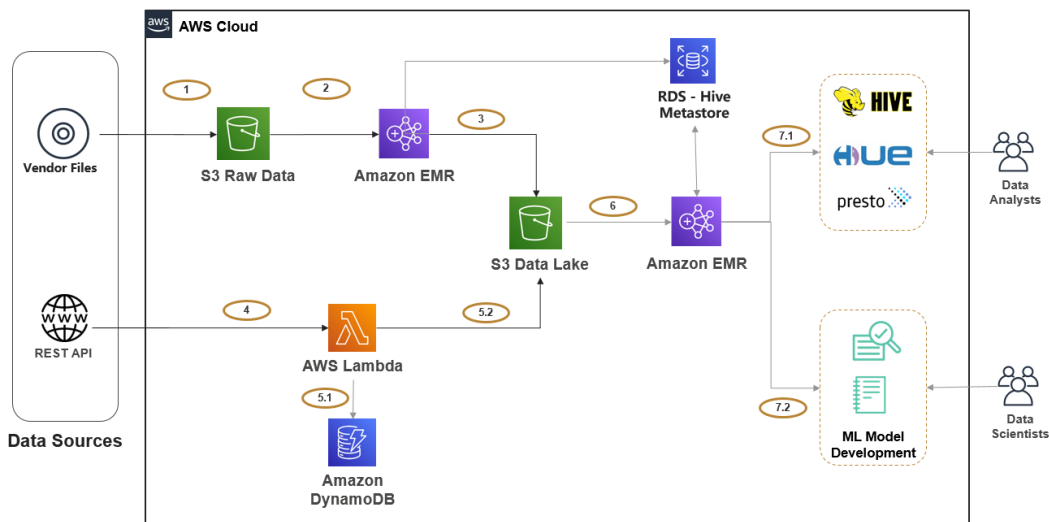 aws
AWS Cloud
1
2
3
RDS - Hive
Metastore
7.1
HIVE
HUE
presto
Vendor Files
S3 Raw Data
Amazon EMR
Data
Analysts
6
S3 Data Lake
Amazon EMR
WWW
REST API
4
5.2
AWS Lambda
5.1
7.2
ML Model
Development
Data
Scientists
Data Sources
Amazon
DynamoDB